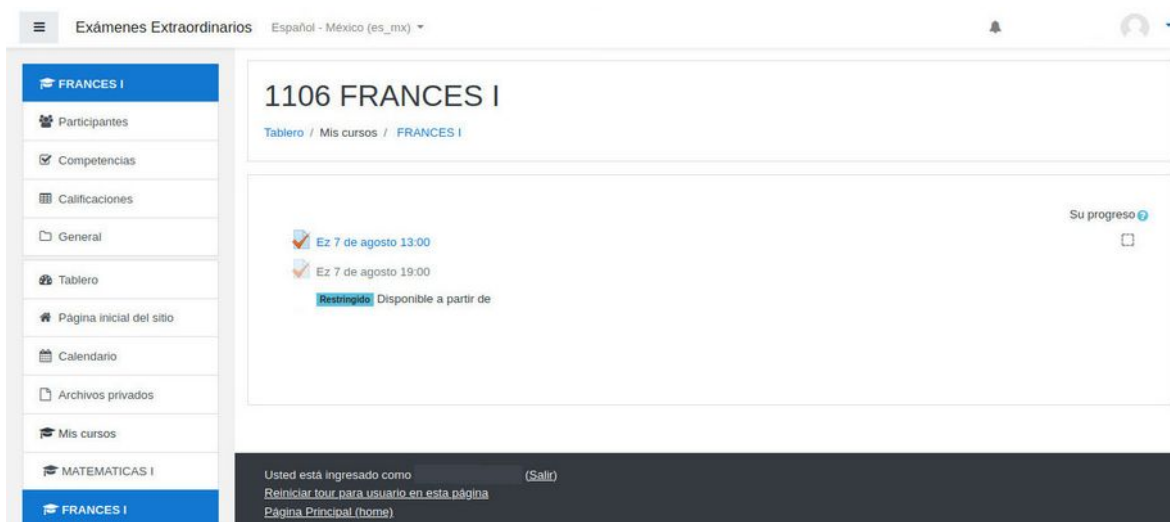 Exámenes Extraordinarios Español - México (es_mx)
FRANCES I
Participantes
Competencias
Calificaciones
General
Tablero
Página inicial del sitio
Calendario
Archivos privados
Mis cursos
MATEMATICAS I
FRANCES I
1106 FRANCES I
Tablero / Mis cursos / FRANCES I
Su progreso
Ez 7 de agosto 13:00
Ez 7 de agosto 19:00
Restringido Disponible a partir de
Usted está ingresado como (Salir)
Reiniciar tour para usuario en esta página
Página Principal (home)